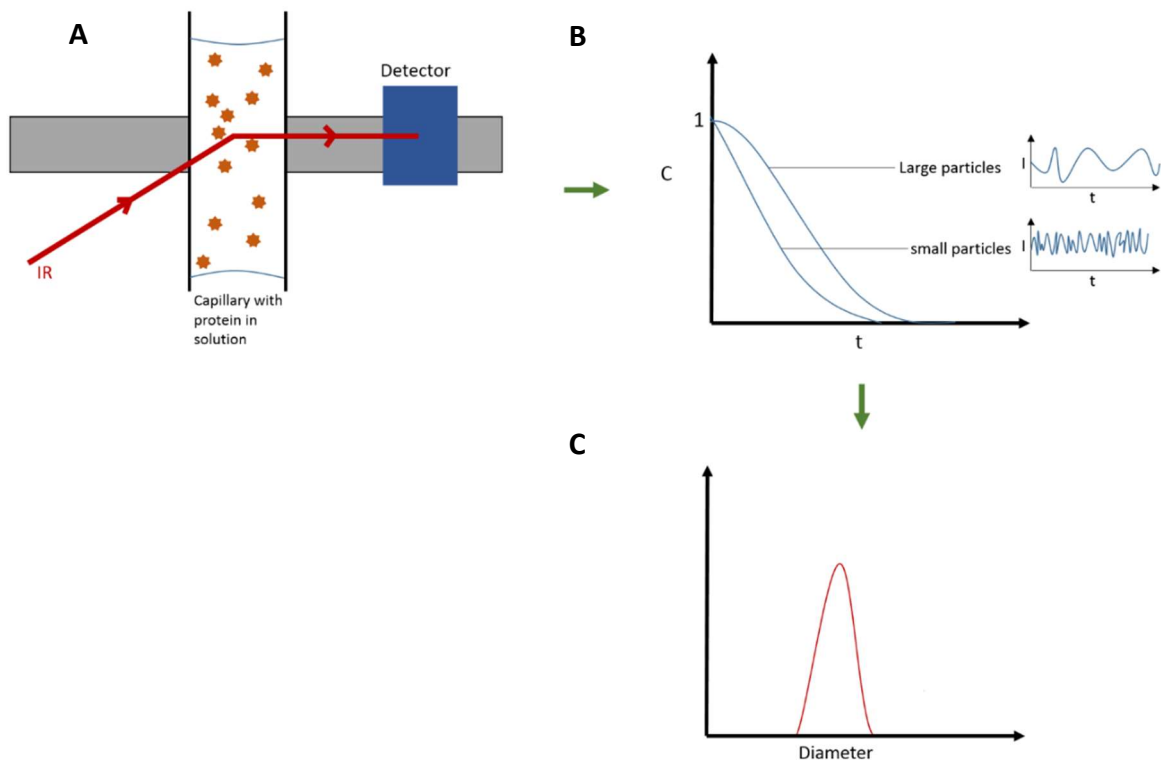 A
Detector
IR
Capillary with
protein in
solution
B
1
C
Large particles
small particles
t
I
t
I
t
C
Diameter